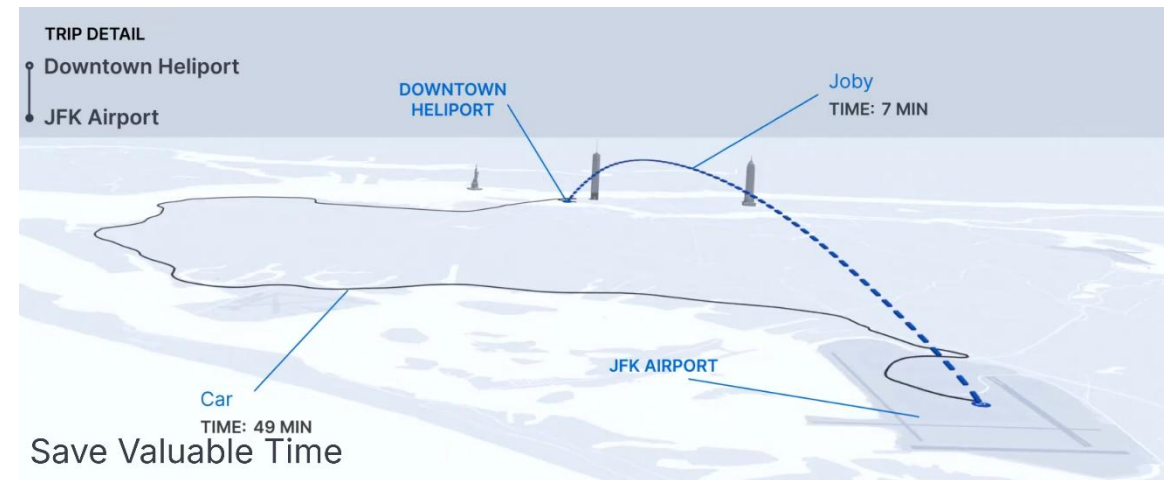 TRIP DETAIL
Downtown Heliport
JFK Airport
DOWNTOWN
HELIPORT
Joby
TIME: 7 MIN
JFK AIRPORT
Car
TIME: 49 MIN
Save Valuable Time